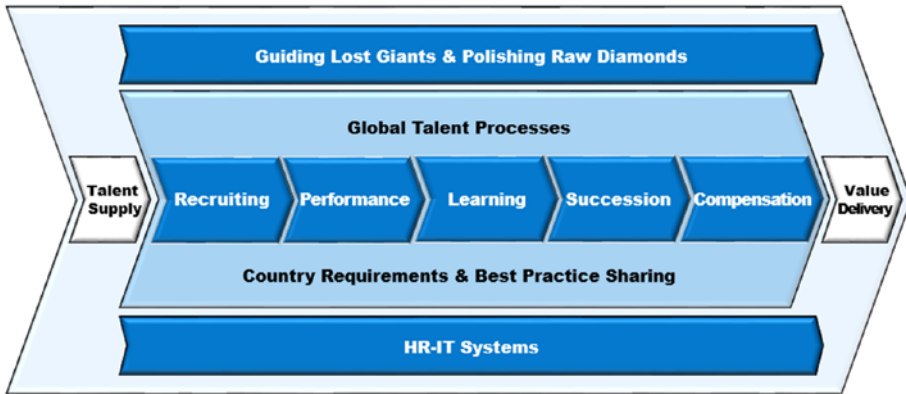 Guiding Lost Giants & Polishing Raw Diamonds
Global Talent Processes
Talent
Supply
Recruiting
Performance
Learning
Succession
Compensation
Value
Delivery
Country Requirements & Best Practice Sharing
HR-IT Systems